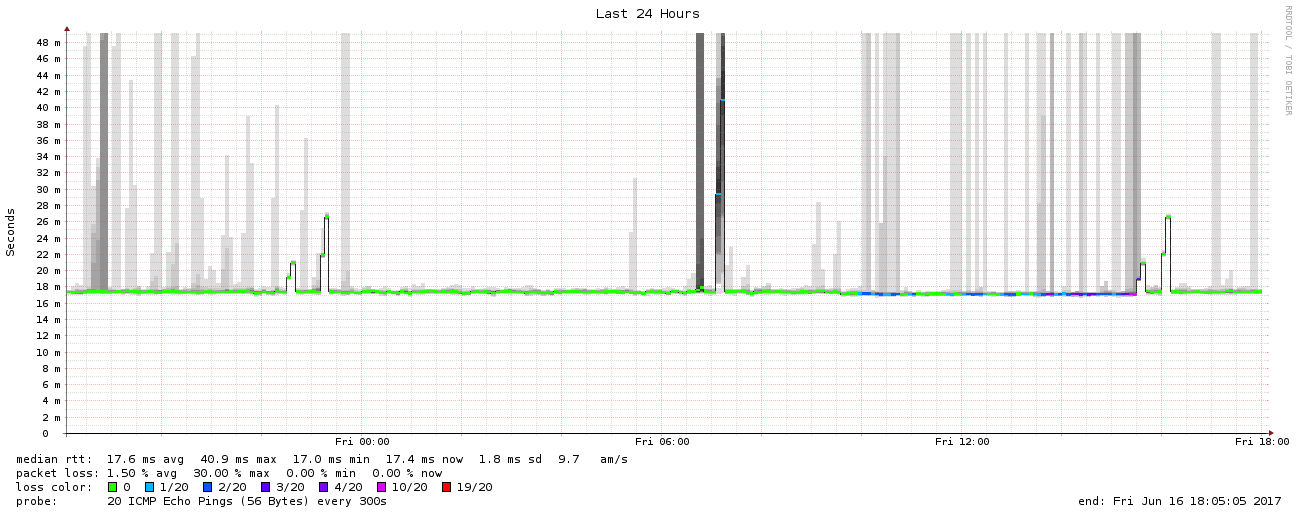 Last 24 Hours
RRDTOOL / TOBI OETIKER
Seconds
48 m
46 m
44 m
42 m
40 m
38 m
36 m
34 m
32 m
30 m
28 m
26 m
24 m
22 m
20 m
18 m
16 m
14 m
12 m
10 m
8 m
6 m
4 m
2 m
0
Fri 00:00 Fri 06:00 Fri 12:00 Fri 18:00
median rtt: 17.6 ms avg 40.9 ms max 17.0 ms min 17.4 ms now 1.8 ms sd 9.7 am/s
packet loss: 1.50 % avg 30.00 % max 0.00 % min 0.00 % now
loss color: 0 1/20 2/20 3/20 4/20 10/20 19/20
probe: 20 ICMP Echo Pings (56 Bytes) every 300s end: Fri Jun 16 18:05:05 2017